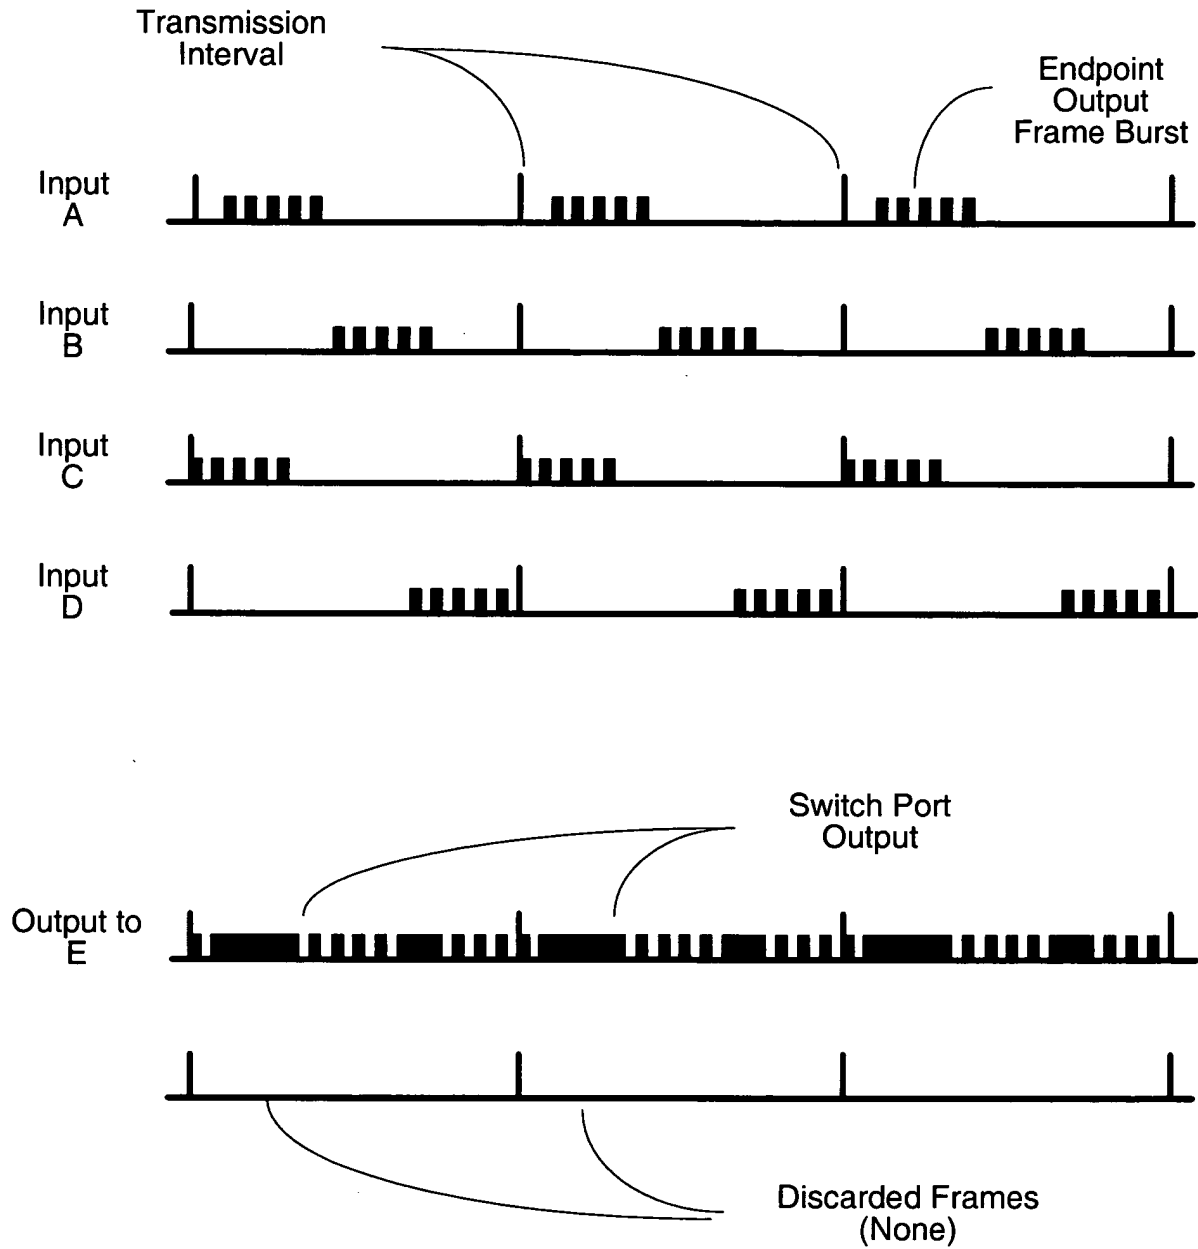 Transmission
Interval
Endpoint
Output
Frame Burst
Input
A
Input
B
Input
C
Input
D
Switch Port
Output
Output to
E
Discarded Frames
(None)